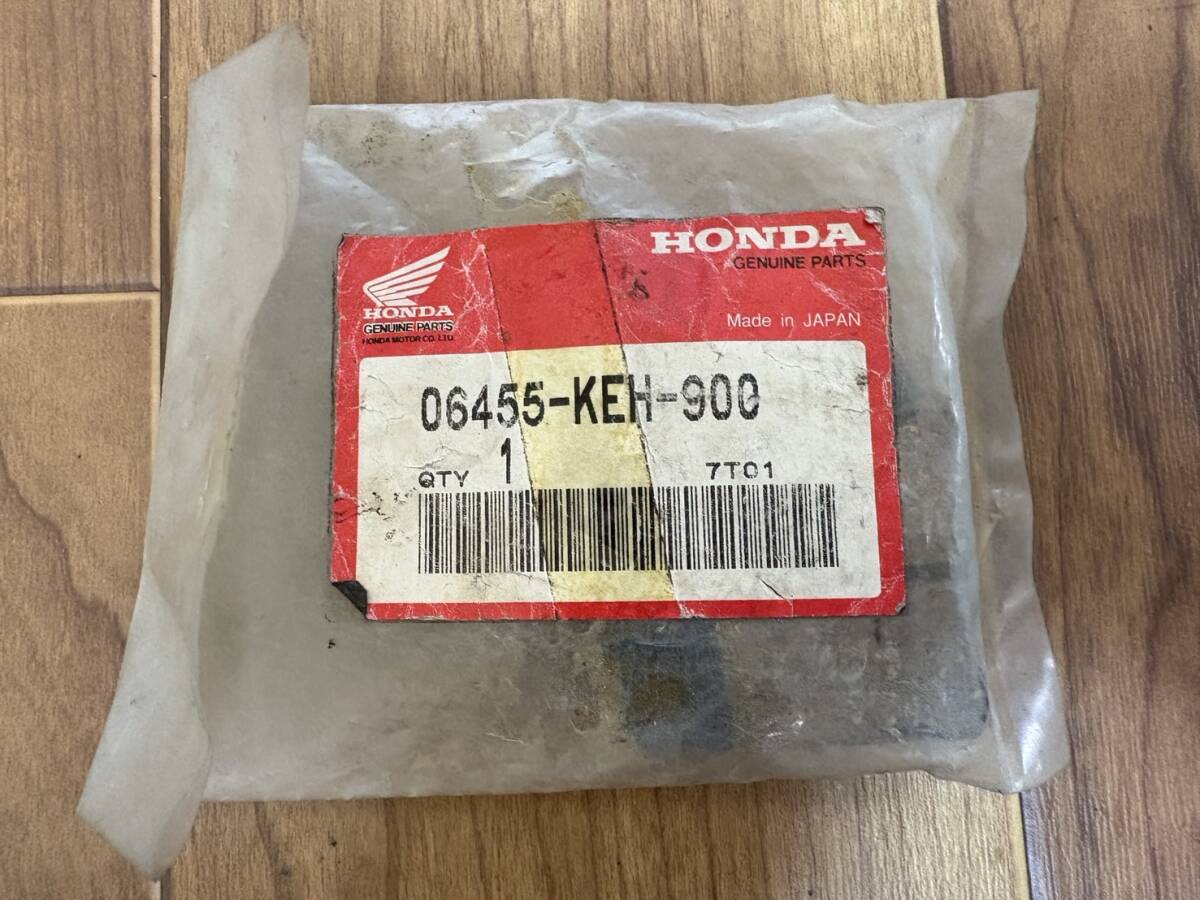 HONDA
GENUINE PARTS
HONDA MOTOR CO., LTD.
HONDA
GENUINE PARTS
Made in JAPAN
06455-KEH-900
QTY 1 7T01